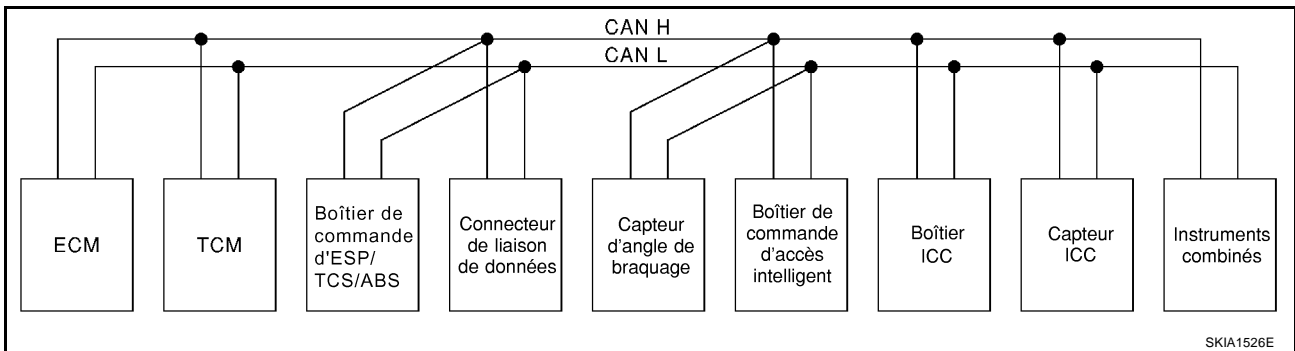 CAN H
CAN L
ECM
TCM
Boîtier de
commande
d'ESP/
TCS/ABS
Connecteur
de liaison
de données
Capteur
d'angle de
braquage
Boîtier de
commande
d'accès
intelligent
Boîtier
ICC
Capteur
ICC
Instruments
combinés
SKIA1526E